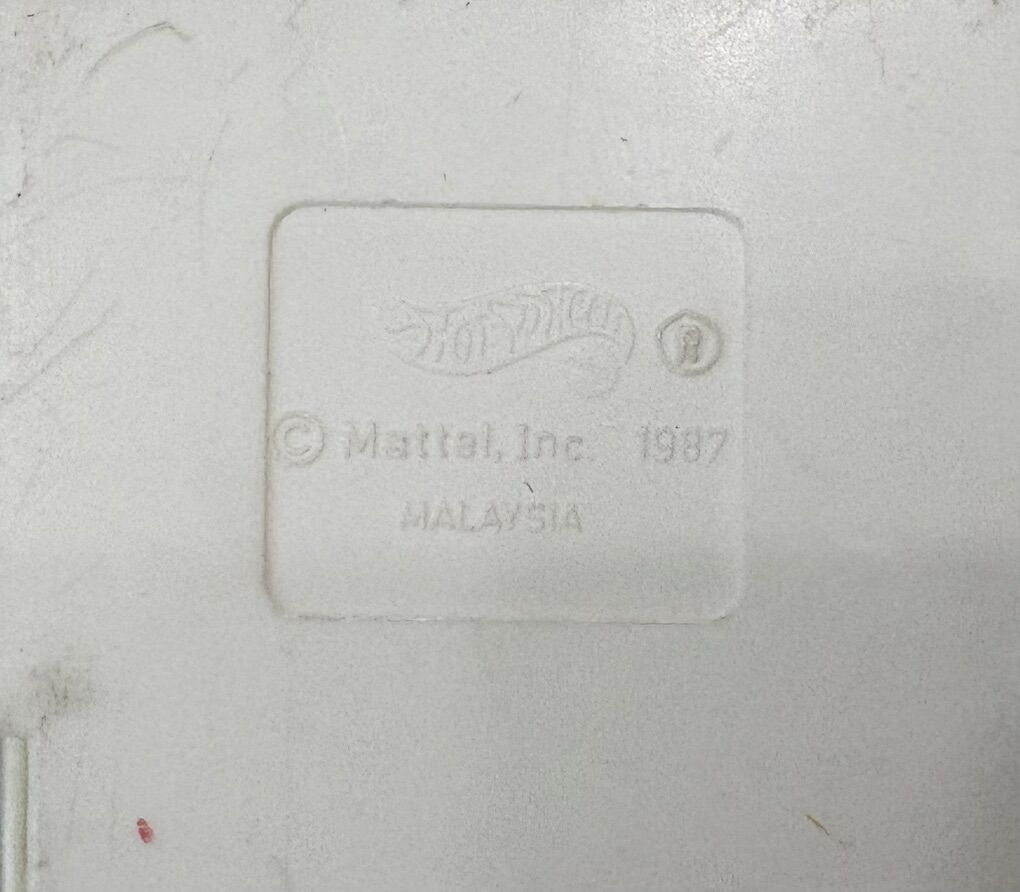 HOT WHEELS
© Mattel, Inc. 1987
MALAYSIA